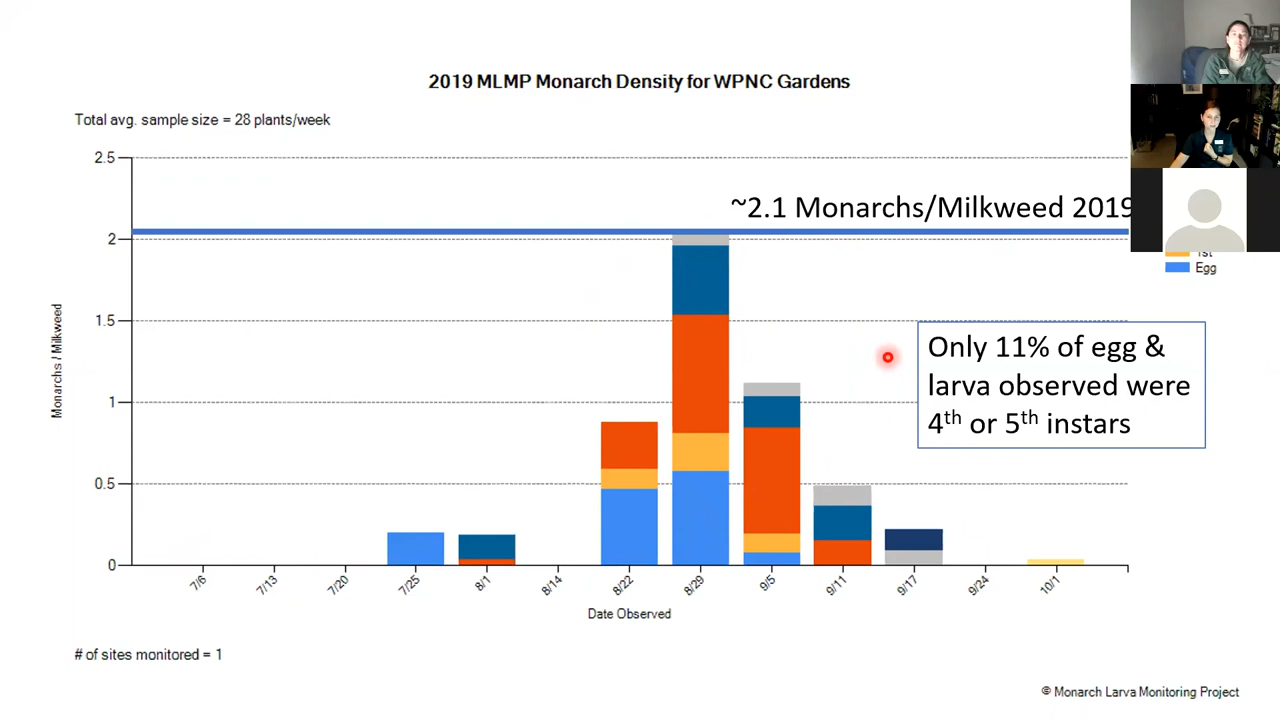 2019 MLMP Monarch Density for WPNC Gardens
Total avg. sample size = 28 plants/week
2.5
~2.1 Monarchs/Milkweed 2019
2
1st
Egg
1.5
Only 11% of egg &
larva observed were
4th or 5th instars
Monarchs / Milkweed
1
0.5
0
7/6 7/13 7/20 7/25 8/1 8/14 8/22 8/29 9/5 9/11 9/17 9/24 10/1
Date Observed
# of sites monitored = 1
© Monarch Larva Monitoring Project